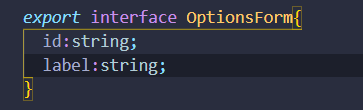 export interface OptionsForm{
  id:string;
  label:string;
}